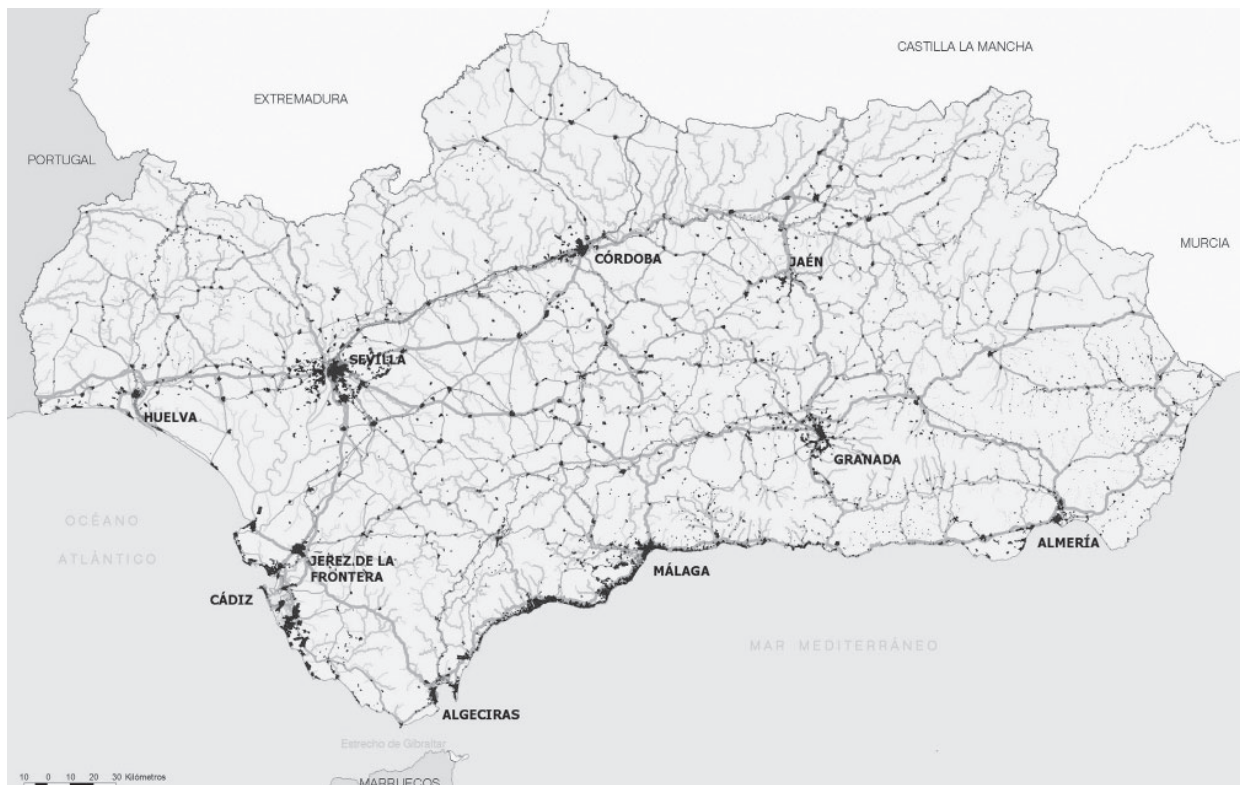 CASTILLA LA MANCHA
EXTREMADURA
PORTUGAL
MURCIA
CÓRDOBA
JAÉN
SEVILLA
HUELVA
GRANADA
OCÉANO
ATLÁNTICO
ALMERÍA
JEREZ DE LA
FRONTERA
MÁLAGA
CÁDIZ
MAR MEDITERRÁNEO
ALGECIRAS
Estrecho de Gibraltar
10 0 10 20 30 Kilómetros
MARRUECOS